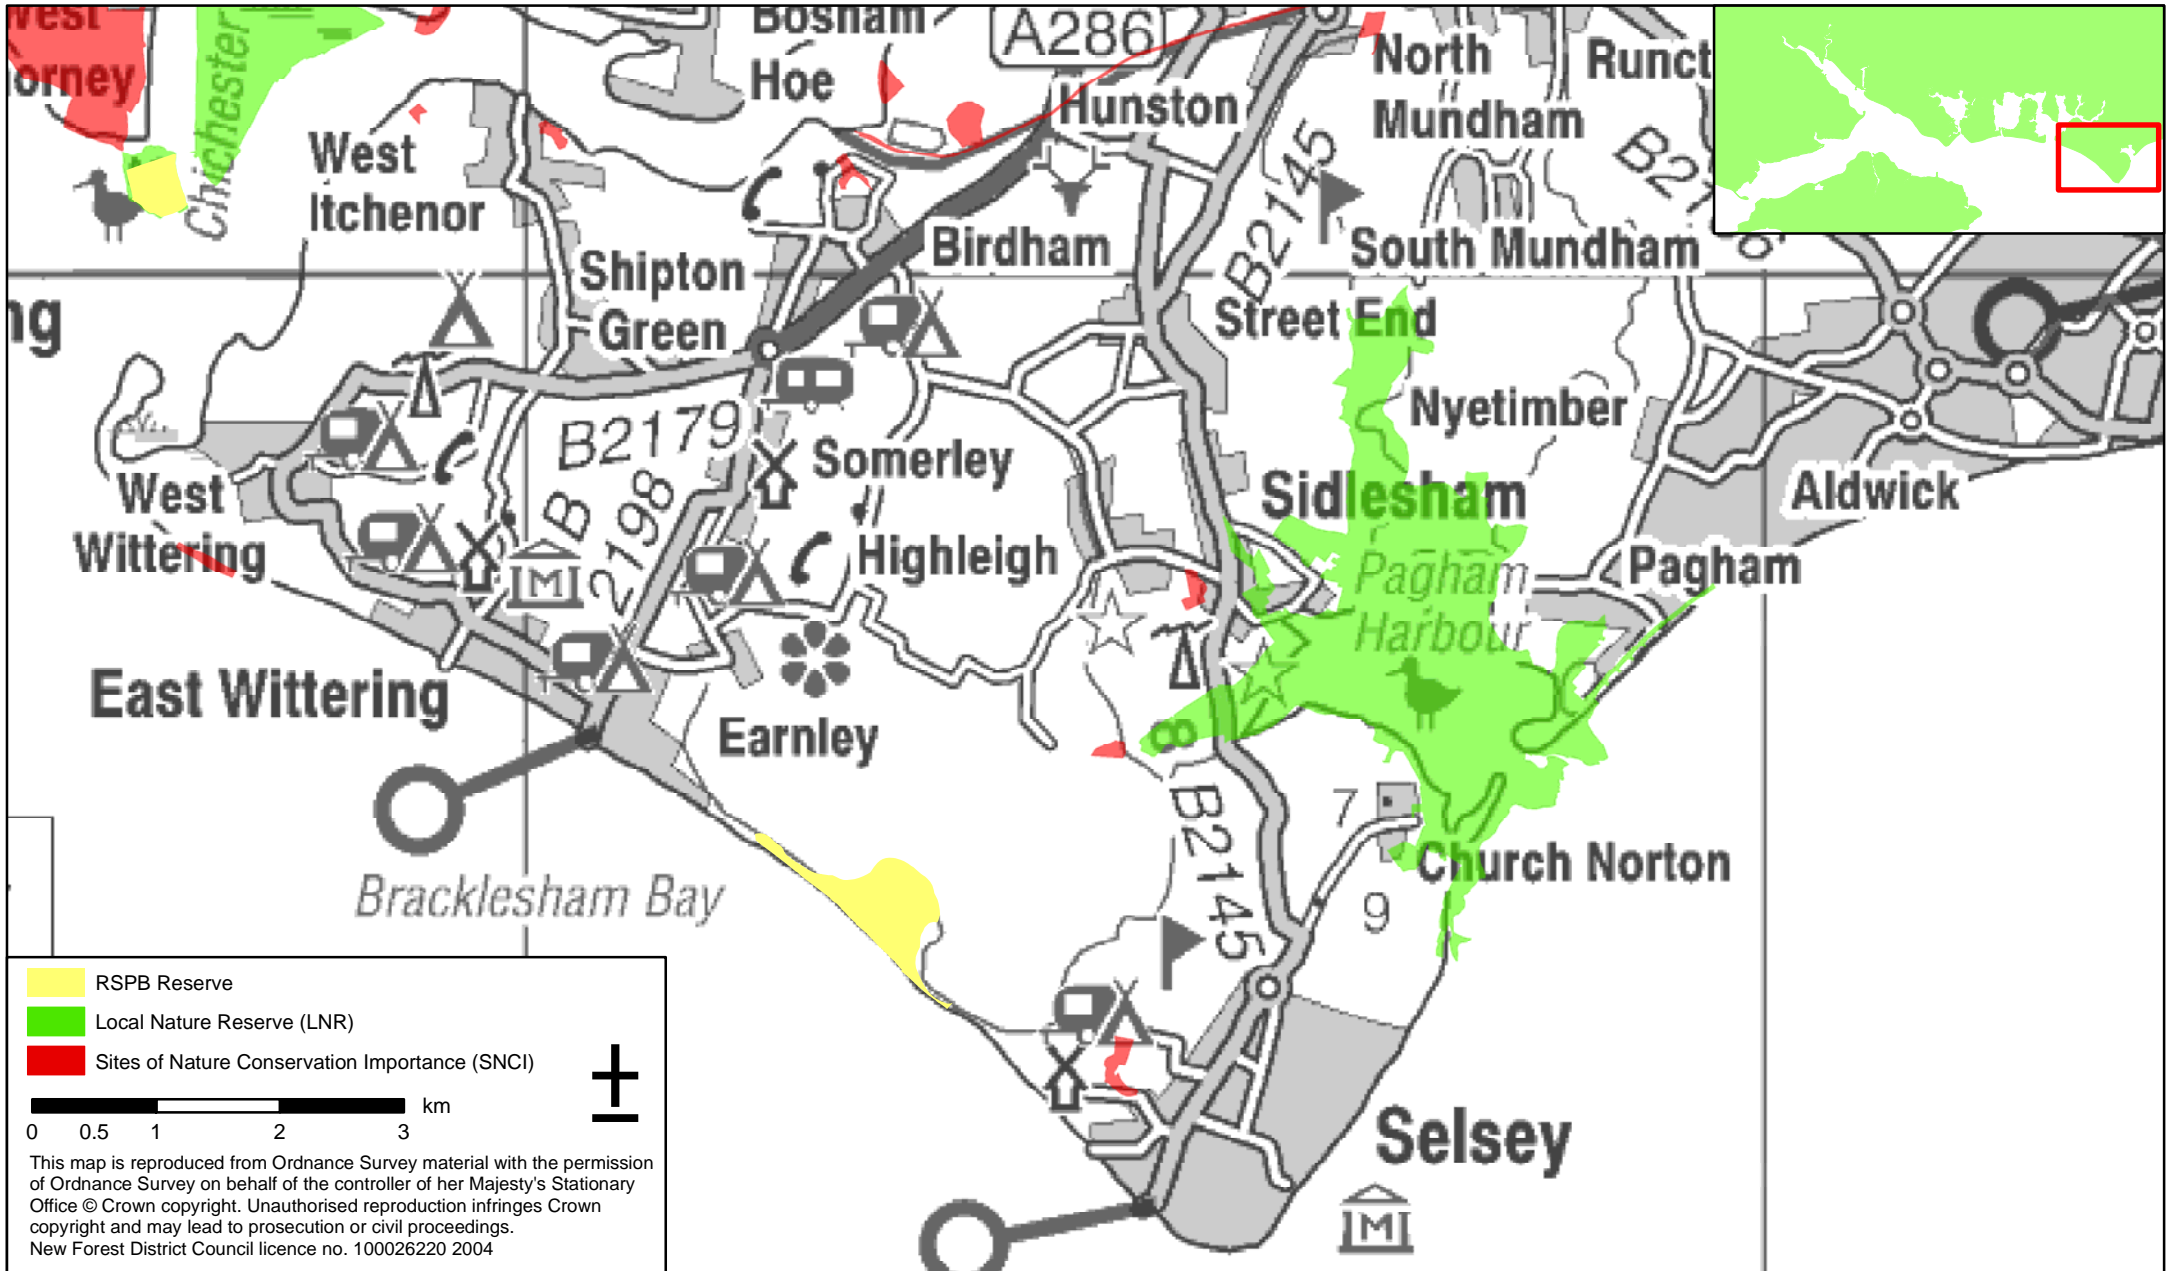 West
orney
Chichester
Bosham
Hoe
A286
Hunston
North
Mundham
Runct
B2145
West
Itchenor
Shipton
Green
Birdham
South Mundham
Street End
ng
Nyetimber
B2179
Somerley
Sidlesham
Aldwick
West
Wittering
B
2198
Highleigh
Pagham
Harbour
Pagham
M
East Wittering
Earnley
8
B2145
7
9
Church Norton
Bracklesham Bay
Selsey
M
RSPB Reserve
Local Nature Reserve (LNR)
Sites of Nature Conservation Importance (SNCI)
km
0 0.5 1 2 3
This map is reproduced from Ordnance Survey material with the permission
of Ordnance Survey on behalf of the controller of her Majesty's Stationary
Office © Crown copyright. Unauthorised reproduction infringes Crown
copyright and may lead to prosecution or civil proceedings.
New Forest District Council licence no. 100026220 2004